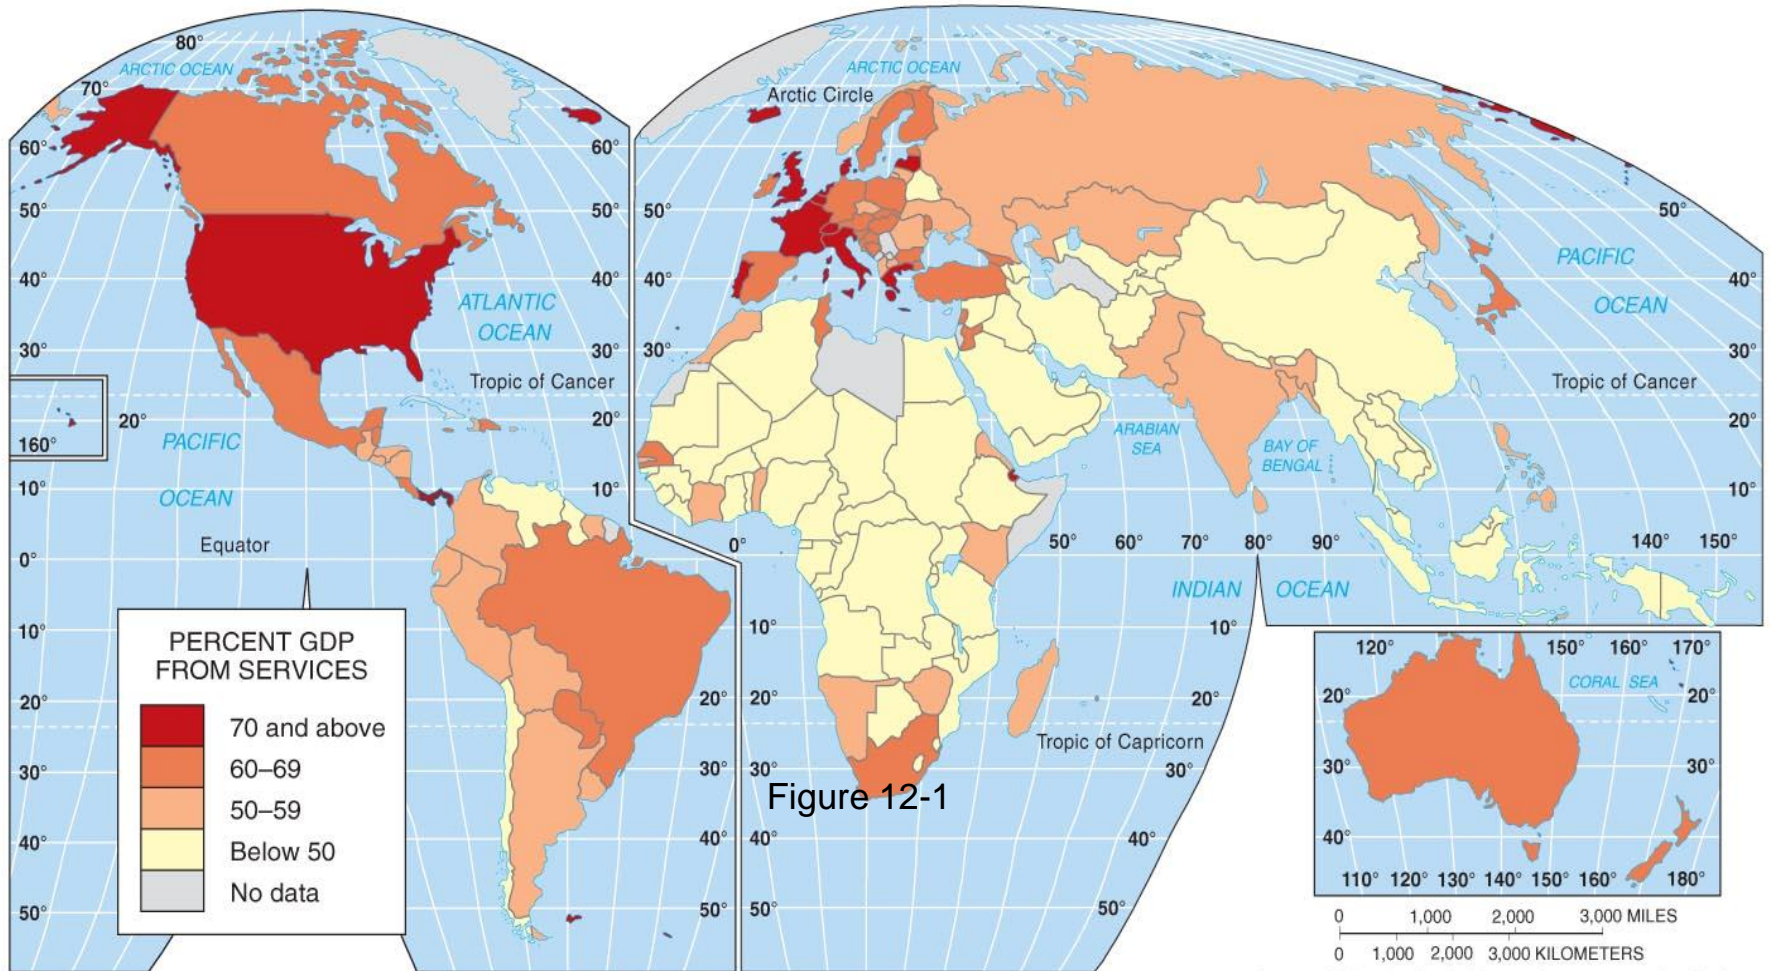 80°
ARCTIC OCEAN
70°
60°
60°
50°
50°
40°
40°
ATLANTIC
OCEAN
30°
30°
Tropic of Cancer
20°
20°
160°
PACIFIC
OCEAN
10°
10°
Equator
0°
10°
20°
30°
40°
50°
20°
30°
40°
50°
PERCENT GDP
FROM SERVICES
70 and above
60–69
50–59
Below 50
No data
ARCTIC OCEAN
Arctic Circle
50°
50°
40°
40°
30°
30°
PACIFIC
OCEAN
Tropic of Cancer
20°
10°
ARABIAN
SEA
BAY OF
BENGAL
0°
50°
60°
70°
80°
90°
140°
150°
INDIAN
OCEAN
10°
10°
20°
20°
Tropic of Capricorn
30°
30°
Figure 12-1
40°
40°
50°
50°
120°
150°
160°
170°
CORAL SEA
20°
20°
30°
30°
40°
110°
120°
130°
140°
150°
160°
180°
0 1,000 2,000 3,000 MILES
0 1,000 2,000 3,000 KILOMETERS